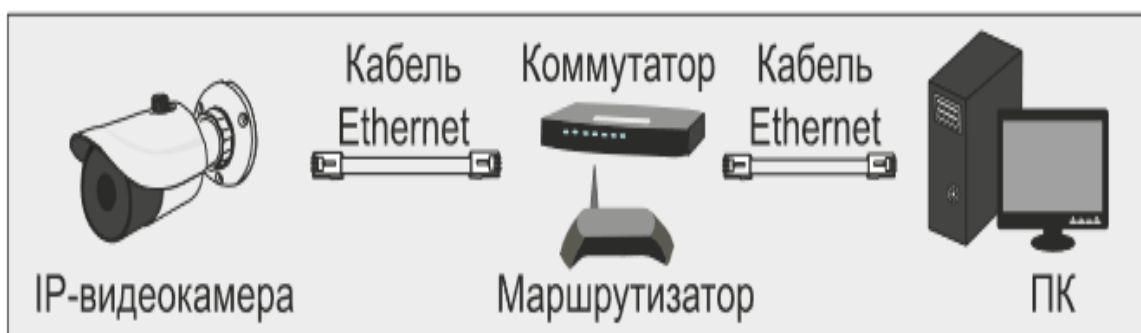 Кабель
Ethernet
Коммутатор
Кабель
Ethernet
IP-видеокамера
Маршрутизатор
ПК